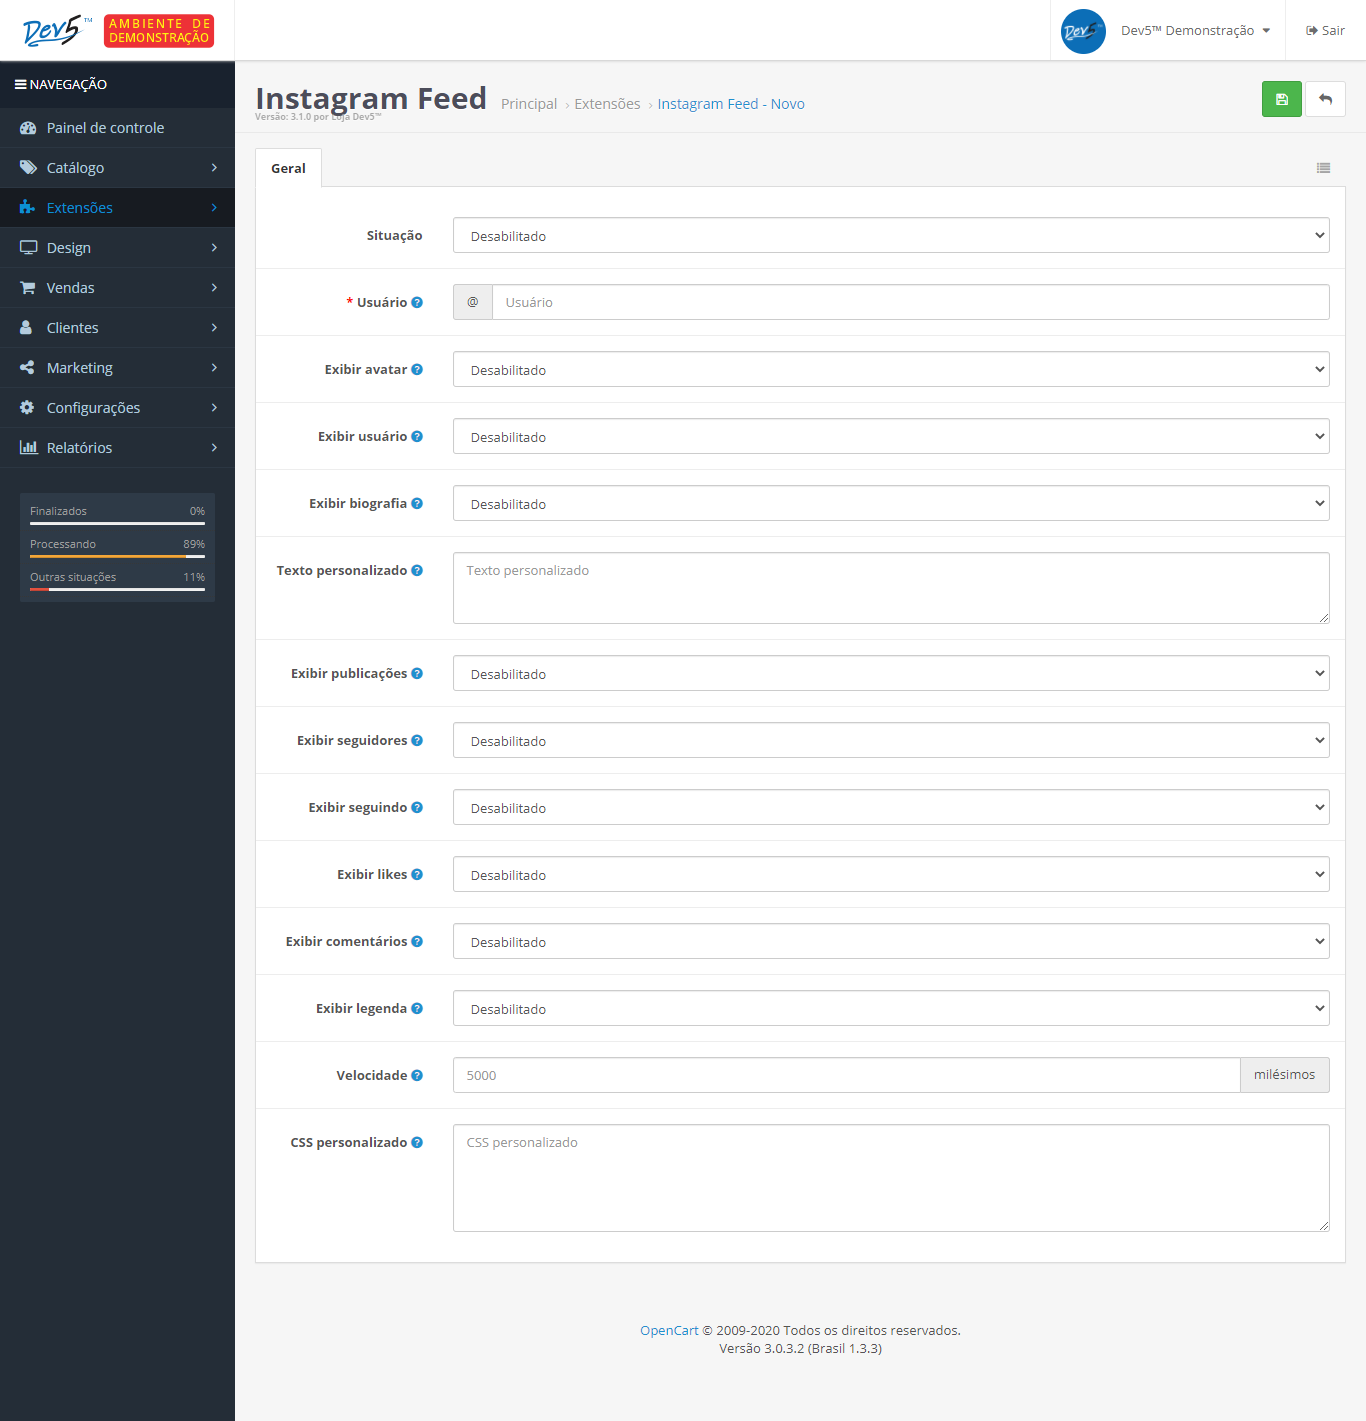 Dev5™
AMBIENTE DE
DEMONSTRAÇÃO
Dev5
Dev5™ Demonstração
Sair
NAVEGAÇÃO
Painel de controle
Catálogo
Extensões
Design
Vendas
Clientes
Marketing
Configurações
Relatórios
Finalizados 0%
Processando 89%
Outras situações 11%
Instagram Feed
Principal › Extensões › Instagram Feed - Novo
Versão: 3.1.0 por Loja Dev5™
Geral
Situação Desabilitado
* Usuário @ Usuário
Exibir avatar Desabilitado
Exibir usuário Desabilitado
Exibir biografia Desabilitado
Texto personalizado Texto personalizado
Exibir publicações Desabilitado
Exibir seguidores Desabilitado
Exibir seguindo Desabilitado
Exibir likes Desabilitado
Exibir comentários Desabilitado
Exibir legenda Desabilitado
Velocidade 5000 milésimos
CSS personalizado CSS personalizado
OpenCart © 2009-2020 Todos os direitos reservados.
Versão 3.0.3.2 (Brasil 1.3.3)